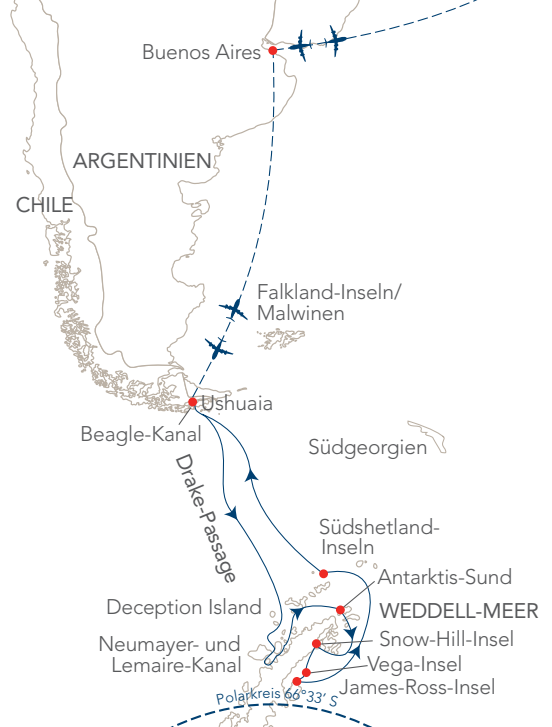 Buenos Aires
ARGENTINIEN
CHILE
Falkland-Inseln/
Malwinen
Ushuaia
Beagle-Kanal
Südgeorgien
Drake-Passage
Südshetland-
Inseln
Antarktis-Sund
Deception Island
WEDDELL-MEER
Neumayer- und
Lemaire-Kanal
Snow-Hill-Insel
Vega-Insel
James-Ross-Insel
Polarkreis 66°33' S